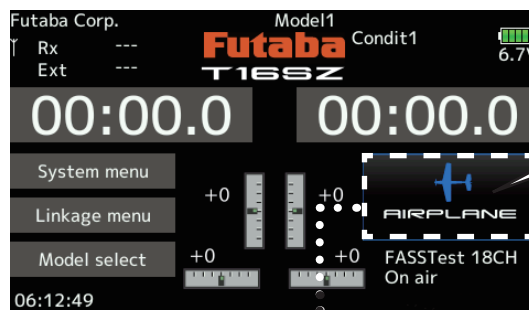 Futaba Corp.
Model1
Rx ---
Ext ---
Futaba
T16SZ
Condit1
6.7V
00:00.0
00:00.0
System menu
Linkage menu
Model select
+0
+0
+0
+0
AIRPLANE
FASSTest 18CH
On air
06:12:49